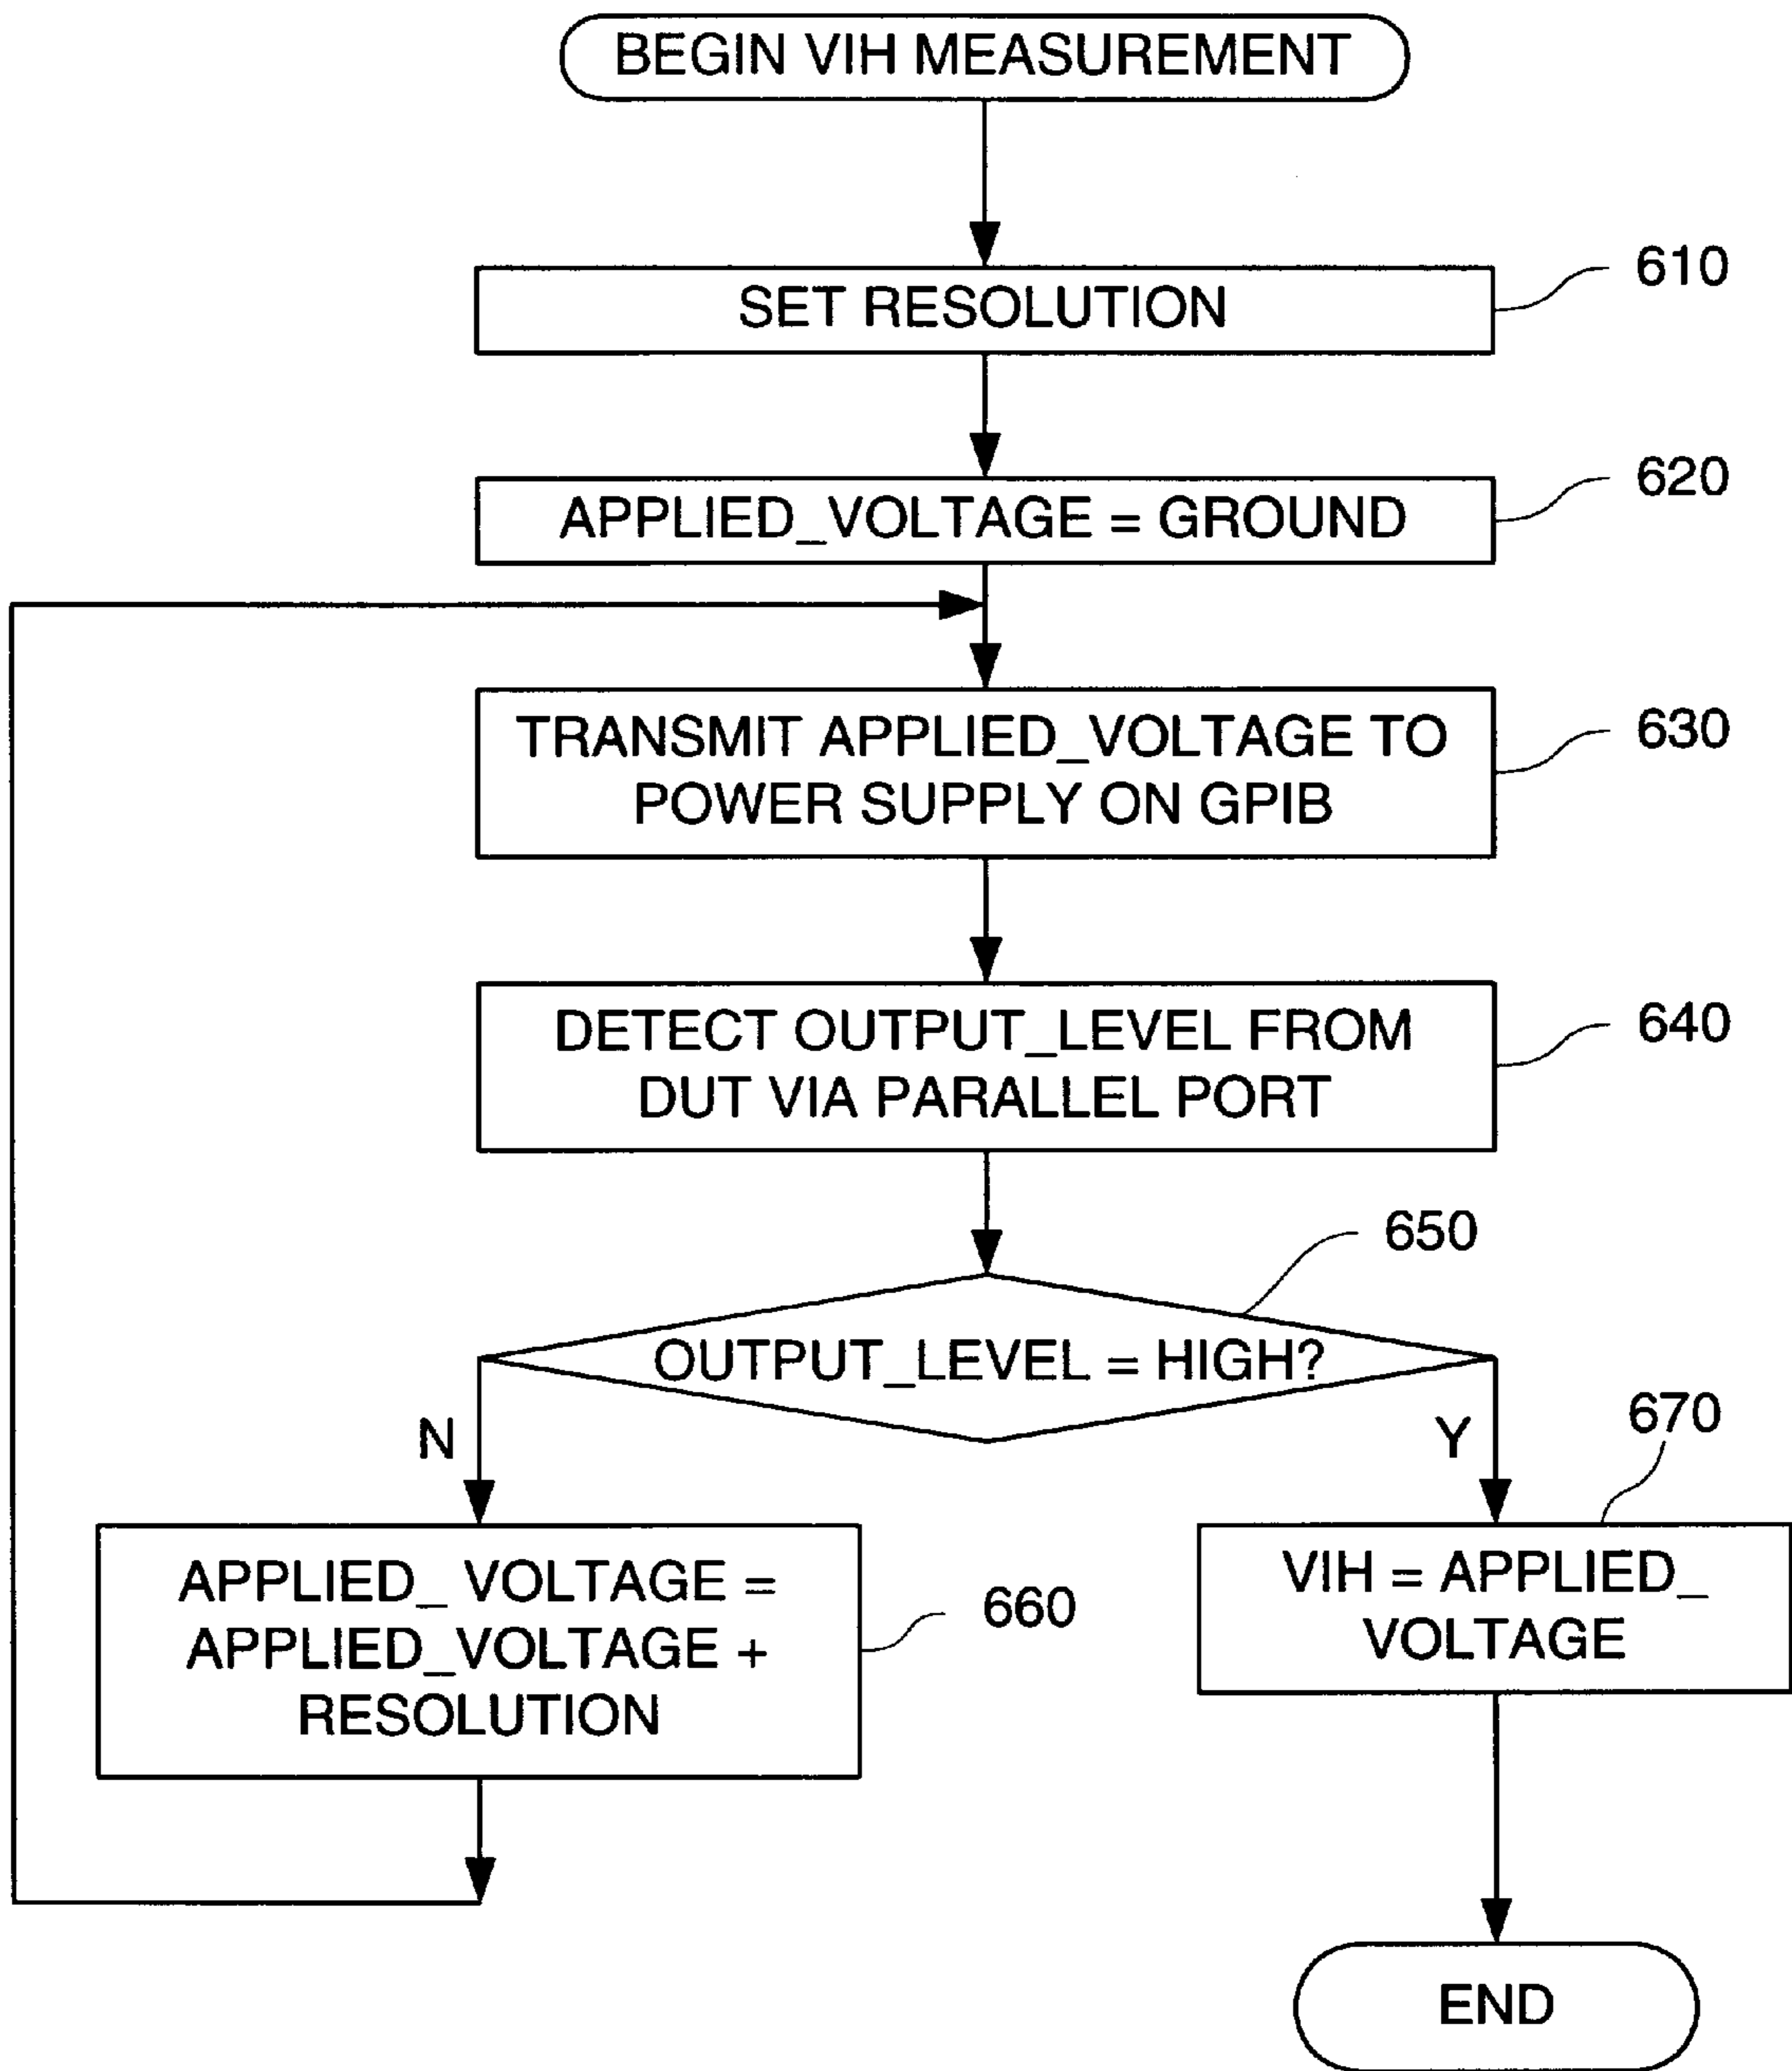 BEGIN VIH MEASUREMENT
SET RESOLUTION
610
APPLIED_VOLTAGE = GROUND
620
TRANSMIT APPLIED_VOLTAGE TO
POWER SUPPLY ON GPIB
630
DETECT OUTPUT_LEVEL FROM
DUT VIA PARALLEL PORT
640
650
OUTPUT_LEVEL = HIGH?
N
Y
670
APPLIED_ VOLTAGE =
APPLIED_VOLTAGE +
RESOLUTION
660
VIH = APPLIED_
VOLTAGE
END